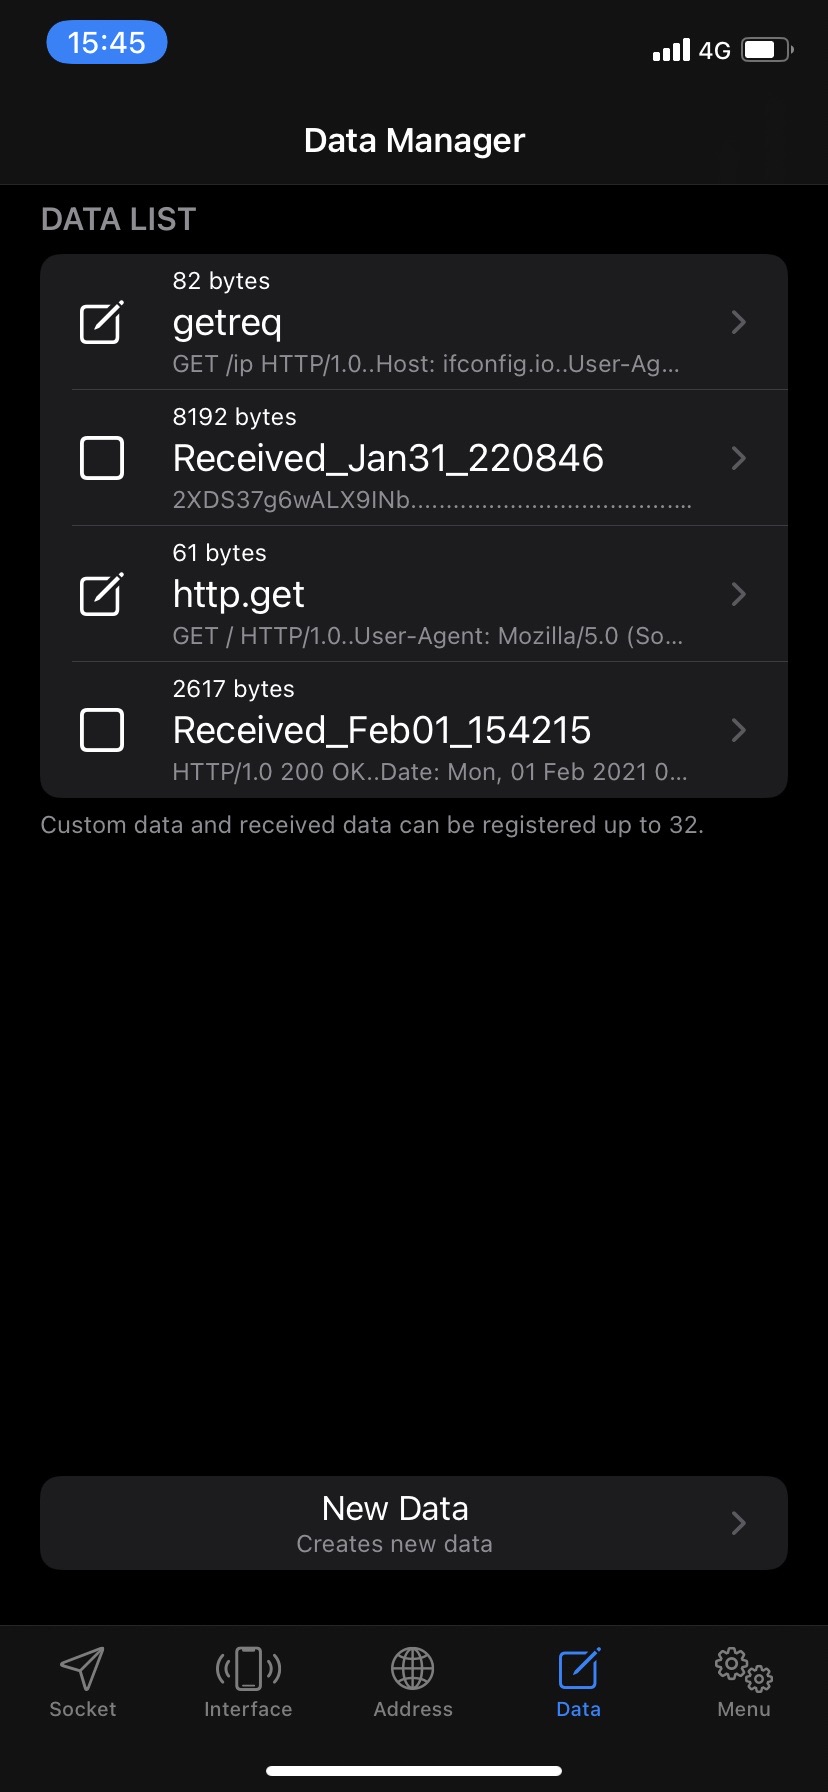 15:45
4G
Data Manager
DATA LIST
82 bytes
getreq
GET /ip HTTP/1.0..Host: ifconfig.io..User-Ag...
8192 bytes
Received_Jan31_220846
2XDS37g6wALX9INb..........................................
61 bytes
http.get
GET / HTTP/1.0..User-Agent: Mozilla/5.0 (So...
2617 bytes
Received_Feb01_154215
HTTP/1.0 200 OK..Date: Mon, 01 Feb 2021 0...
Custom data and received data can be registered up to 32.
New Data
Creates new data
Socket
Interface
Address
Data
Menu